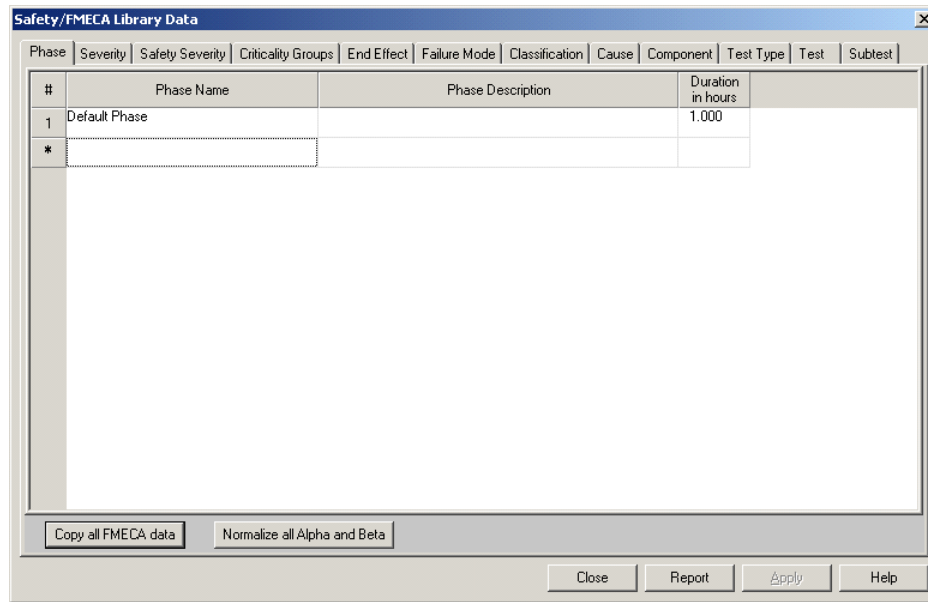 Safety/FMECA Library Data
Phase Severity Safety Severity Criticality Groups End Effect Failure Mode Classification Cause Component Test Type Test Subtest
# Phase Name Phase Description Duration in hours
1 Default Phase 1.000
*
Copy all FMECA data Normalize all Alpha and Beta
Close Report Apply Help